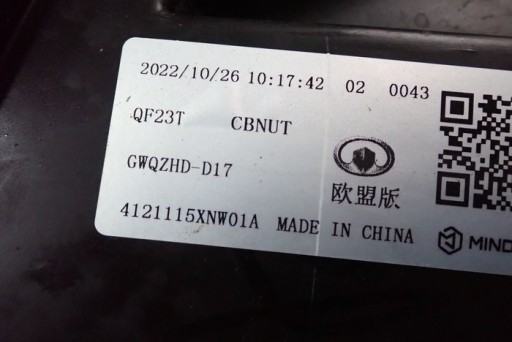 2022/10/26 10:17:42 02 0043
QF23T CBNUT
GWQZHD-D17
欧盟版
4121115XNW01A MADE IN CHINA
MIND